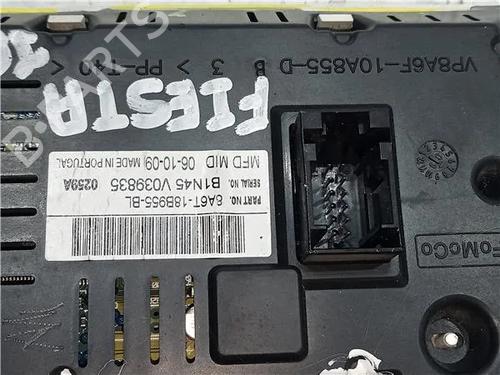 PART NO. 8A6T-18B955-BL
SERIAL NO. B1N45 V039835 0259A
MFD MID 06-10-09 MADE IN PORTUGAL
FIESTA
VP8A6F-10A855-D B 3 > PP-T40 <
FoMoCo
B-PARTS